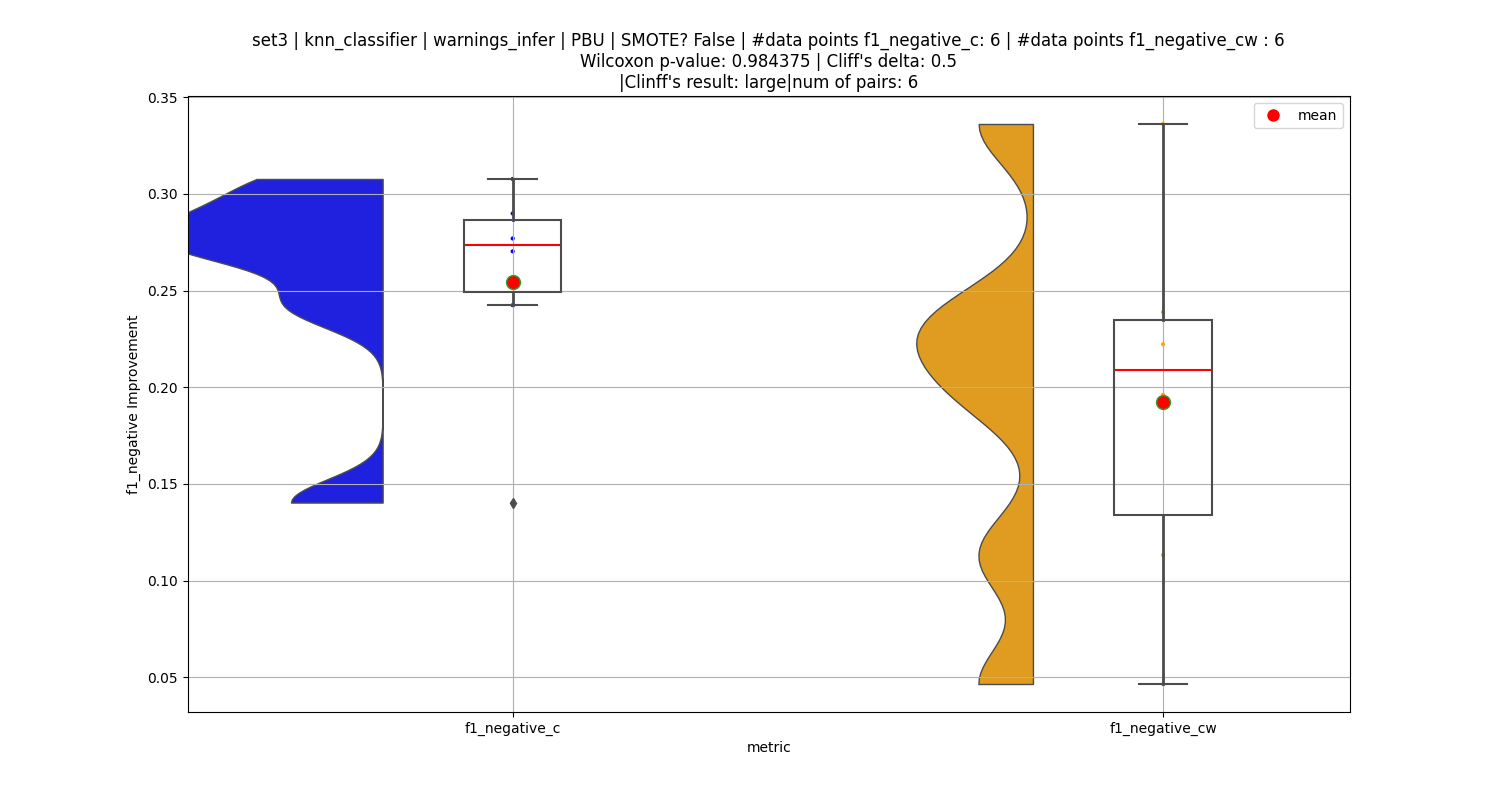 set3 | knn_classifier | warnings_infer | PBU | SMOTE? False | #data points f1_negative_c: 6 | #data points f1_negative_cw : 6
Wilcoxon p-value: 0.984375 | Cliff's delta: 0.5
|Clinff's result: large|num of pairs: 6
mean
f1_negative Improvement
0.35
0.30
0.25
0.20
0.15
0.10
0.05
f1_negative_c
f1_negative_cw
metric